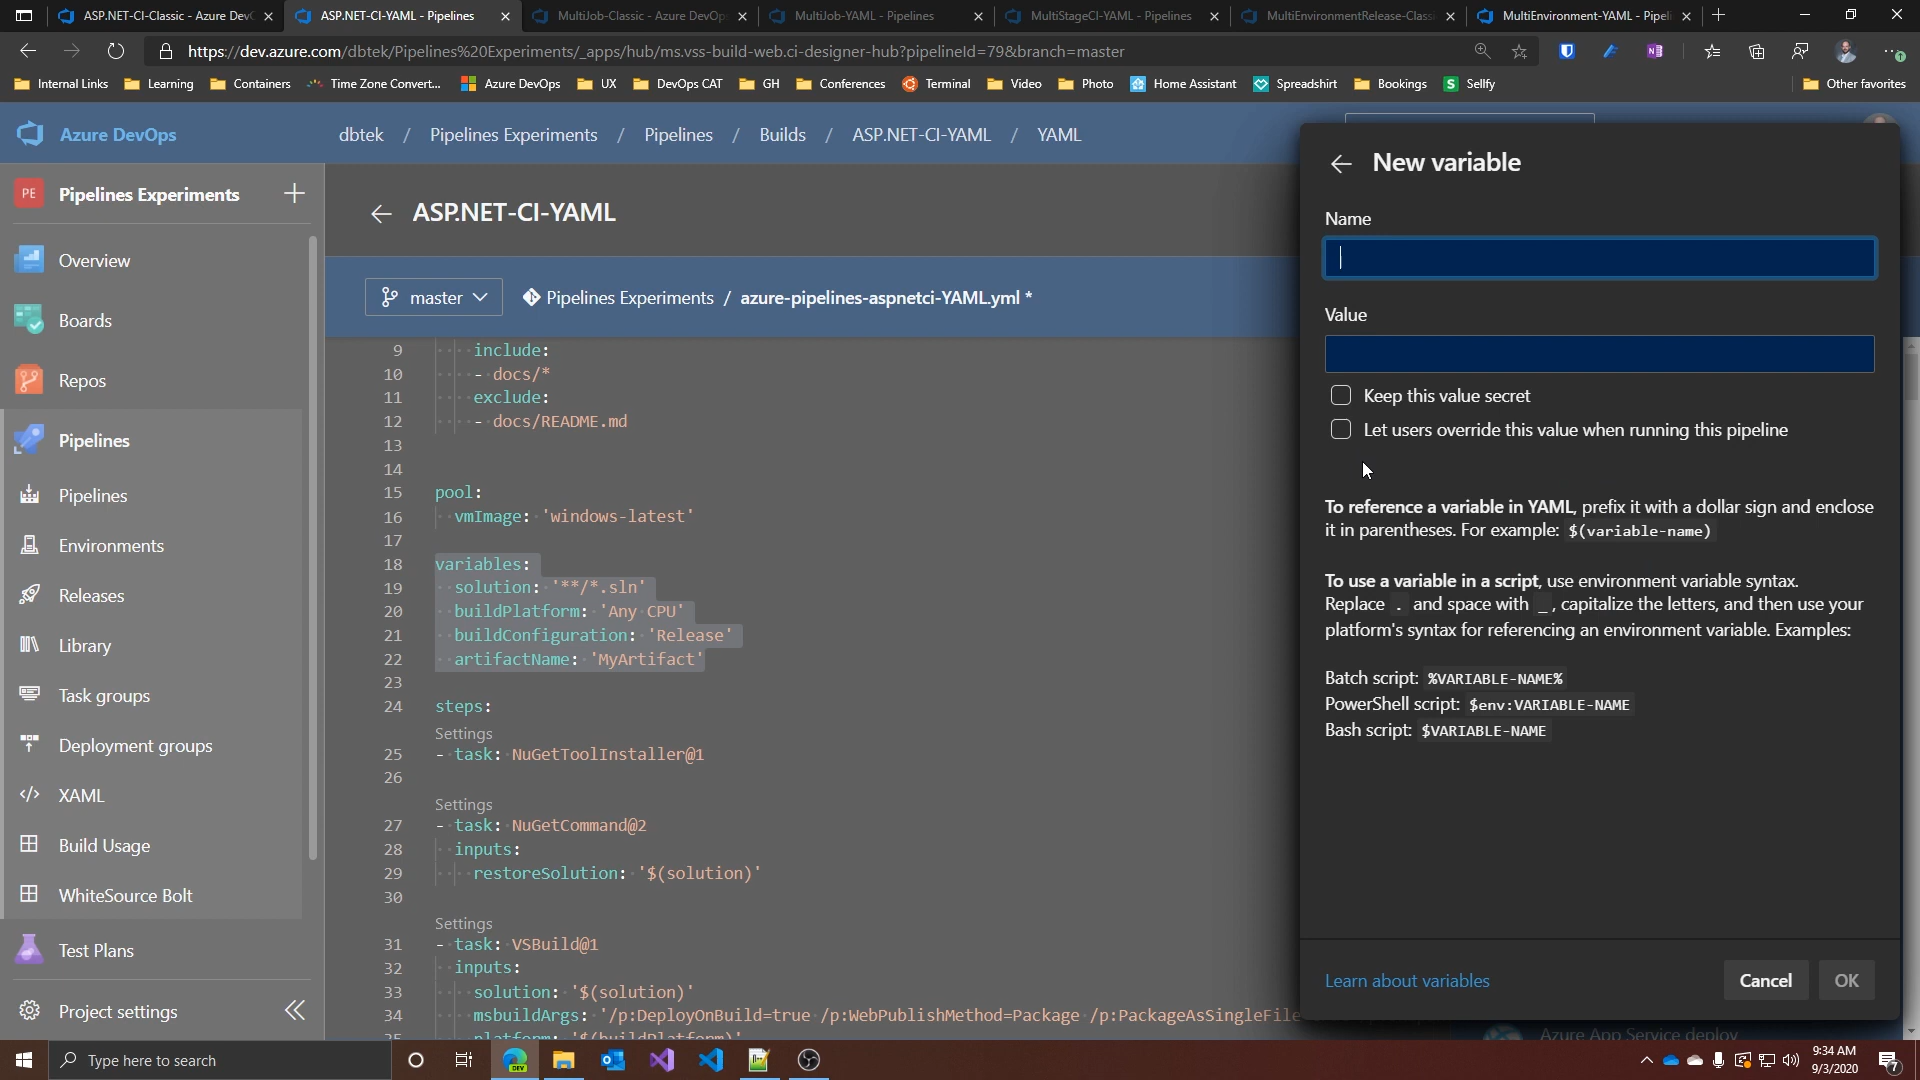 ASP.NET-CI-Classic - Azure Dev
ASP.NET-CI-YAML - Pipelines
MultiJob-Classic - Azure DevOp
MultiJob-YAML - Pipelines
MultiStageCI-YAML - Pipelines
MultiEnvironmentRelease-Class
MultiEnvironment-YAML - Pipeli
https://dev.azure.com/dbtek/Pipelines%20Experiments/_apps/hub/ms.vss-build-web.ci-designer-hub?pipelineId=79&branch=master
Internal Links
Learning
Containers
Time Zone Convert...
Azure DevOps
UX
DevOps CAT
GH
Conferences
Terminal
Video
Photo
Home Assistant
Spreadshirt
Bookings
Sellfy
Other favorites
Azure DevOps
dbtek / Pipelines Experiments / Pipelines / Builds / ASP.NET-CI-YAML / YAML
PE Pipelines Experiments
Overview
Boards
Repos
Pipelines
Pipelines
Environments
Releases
Library
Task groups
Deployment groups
XAML
Build Usage
WhiteSource Bolt
Test Plans
Project settings
ASP.NET-CI-YAML
master
Pipelines Experiments / azure-pipelines-aspnetci-YAML.yml *
9 include:
10 - docs/*
11 exclude:
12 - docs/README.md
13
14
15 pool:
16 vmImage: 'windows-latest'
17
18 variables:
19 solution: '**/*.sln'
20 buildPlatform: 'Any CPU'
21 buildConfiguration: 'Release'
22 artifactName: 'MyArtifact'
23
24 steps:
Settings
25 - task: NuGetToolInstaller@1
26
Settings
27 - task: NuGetCommand@2
28 inputs:
29 restoreSolution: '$(solution)'
30
Settings
31 - task: VSBuild@1
32 inputs:
33 solution: '$(solution)'
34 msbuildArgs: '/p:DeployOnBuild=true /p:WebPublishMethod=Package /p:PackageAsSingleFile
35 platform: '$(buildPlatform)'
New variable
Name
Value
Keep this value secret
Let users override this value when running this pipeline
To reference a variable in YAML, prefix it with a dollar sign and enclose
it in parentheses. For example: $(variable-name)
To use a variable in a script, use environment variable syntax.
Replace . and space with _, capitalize the letters, and then use your
platform's syntax for referencing an environment variable. Examples:
Batch script: %VARIABLE-NAME%
PowerShell script: $env:VARIABLE-NAME
Bash script: $VARIABLE-NAME
Learn about variables
Cancel
OK
Azure App Service deploy
Type here to search
DEV
9:34 AM
9/3/2020
7